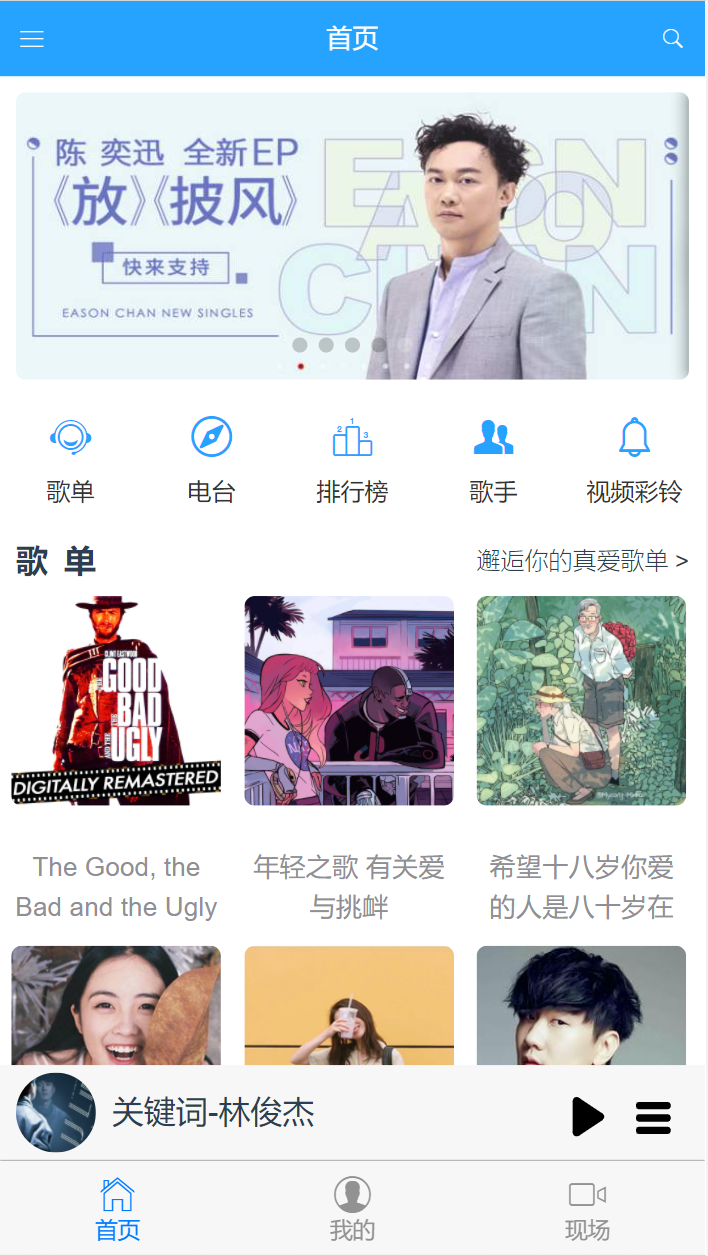 首页
陈 奕迅 全新EP
《放》《披风》
快来支持
EASON CHAN NEW SINGLES
EASON
CHAN
1
2
3
歌单
电台
排行榜
歌手
视频彩铃
歌 单
邂逅你的真爱歌单 >
CLINT EASTWOOD
THE GOOD
THE BAD
AND THE UGLY
DIGITALLY REMASTERED
The Good, the
Bad and the Ugly
年轻之歌 有关爱
与挑衅
希望十八岁你爱
的人是八十岁在
关键词-林俊杰
首页
我的
现场